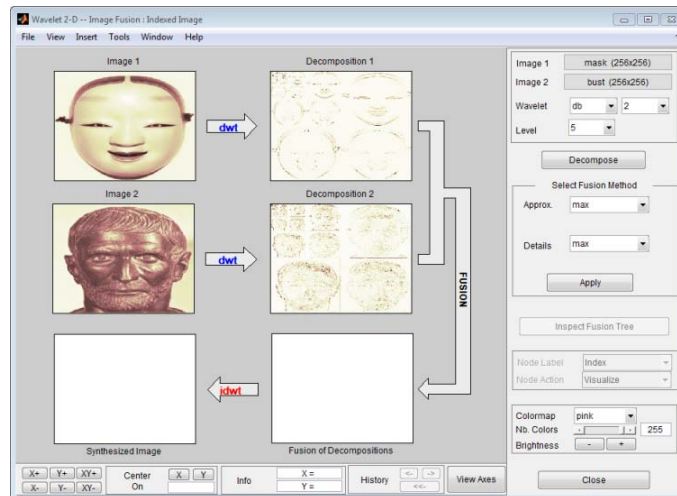 Wavelet 2-D -- Image Fusion : Indexed Image
File View Insert Tools Window Help
Image 1
Decomposition 1
dwt
Image 2
Decomposition 2
dwt
FUSION
idwt
Synthesized Image
Fusion of Decompositions
Image 1 mask (256x256)
Image 2 bust (256x256)
Wavelet db 2
Level 5
Decompose
Select Fusion Method
Approx. max
Details max
Apply
Inspect Fusion Tree
Node Label Index
Node Action Visualize
Colormap pink
Nb. Colors 255
Brightness - +
Close
X+ Y+ XY+
X- Y- XY-
Center On X Y
Info X =
Y =
History <- ->
<<-
View Axes